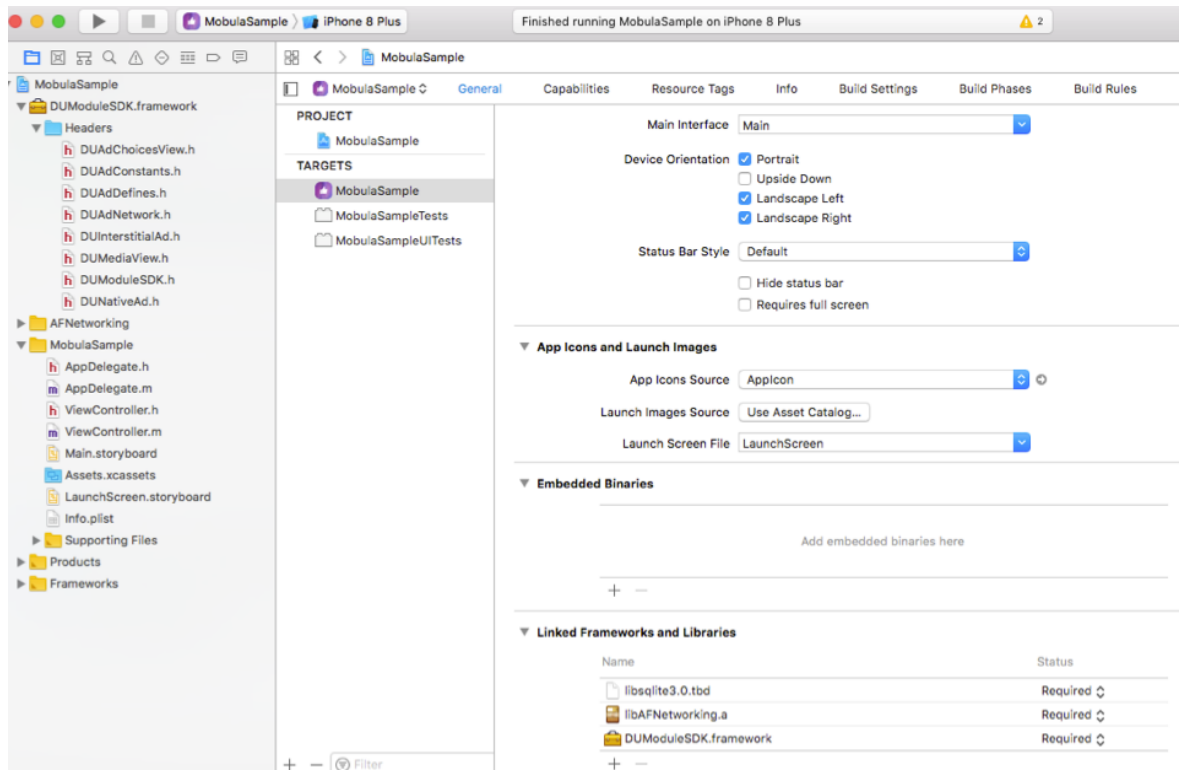 MobulaSample
iPhone 8 Plus
Finished running MobulaSample on iPhone 8 Plus
2
MobulaSample
MobulaSample
DUModuleSDK.framework
Headers
h DUAdChoicesView.h
h DUAdConstants.h
h DUAdDefines.h
h DUAdNetwork.h
h DUInterstitialAd.h
h DUMediaView.h
h DUModuleSDK.h
h DUNativeAd.h
AFNetworking
MobulaSample
h AppDelegate.h
m AppDelegate.m
h ViewController.h
m ViewController.m
Main.storyboard
Assets.xcassets
LaunchScreen.storyboard
Info.plist
Supporting Files
Products
Frameworks
MobulaSample General Capabilities Resource Tags Info Build Settings Build Phases Build Rules
PROJECT
MobulaSample
TARGETS
MobulaSample
MobulaSampleTests
MobulaSampleUITests
Filter
Main Interface Main
Device Orientation Portrait
Upside Down
Landscape Left
Landscape Right
Status Bar Style Default
Hide status bar
Requires full screen
App Icons and Launch Images
App Icons Source AppIcon
Launch Images Source Use Asset Catalog...
Launch Screen File LaunchScreen
Embedded Binaries
Add embedded binaries here
Linked Frameworks and Libraries
Name Status
libsqlite3.0.tbd Required
libAFNetworking.a Required
DUModuleSDK.framework Required